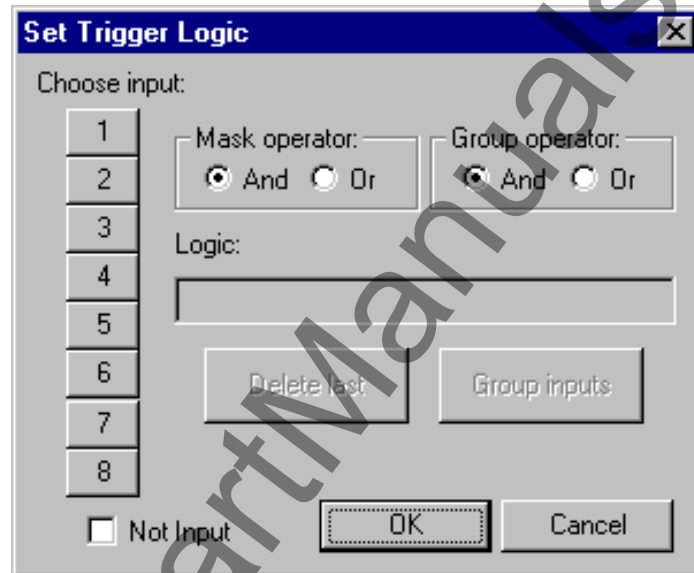 Set Trigger Logic
Choose input:
1
2
3
4
5
6
7
8
Mask operator:
And Or
Group operator:
And Or
Logic:
Delete last
Group inputs
Not Input
OK
Cancel
artManuals